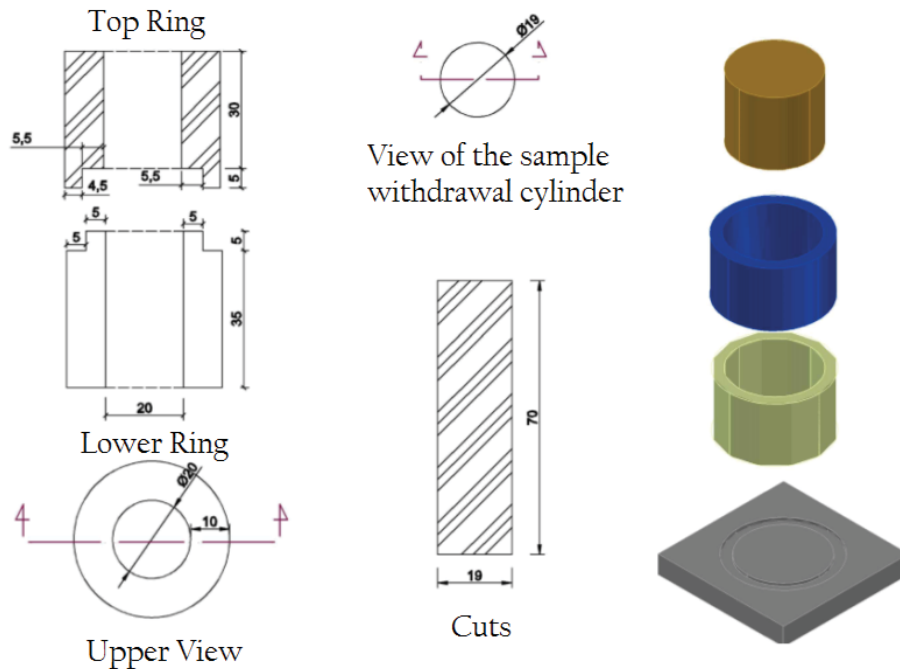 Top Ring
30
5,5
5,5
5
4,5
5
5
5
5
35
20
Lower Ring
Ø20
10
Upper View
Ø19
View of the sample
withdrawal cylinder
70
19
Cuts